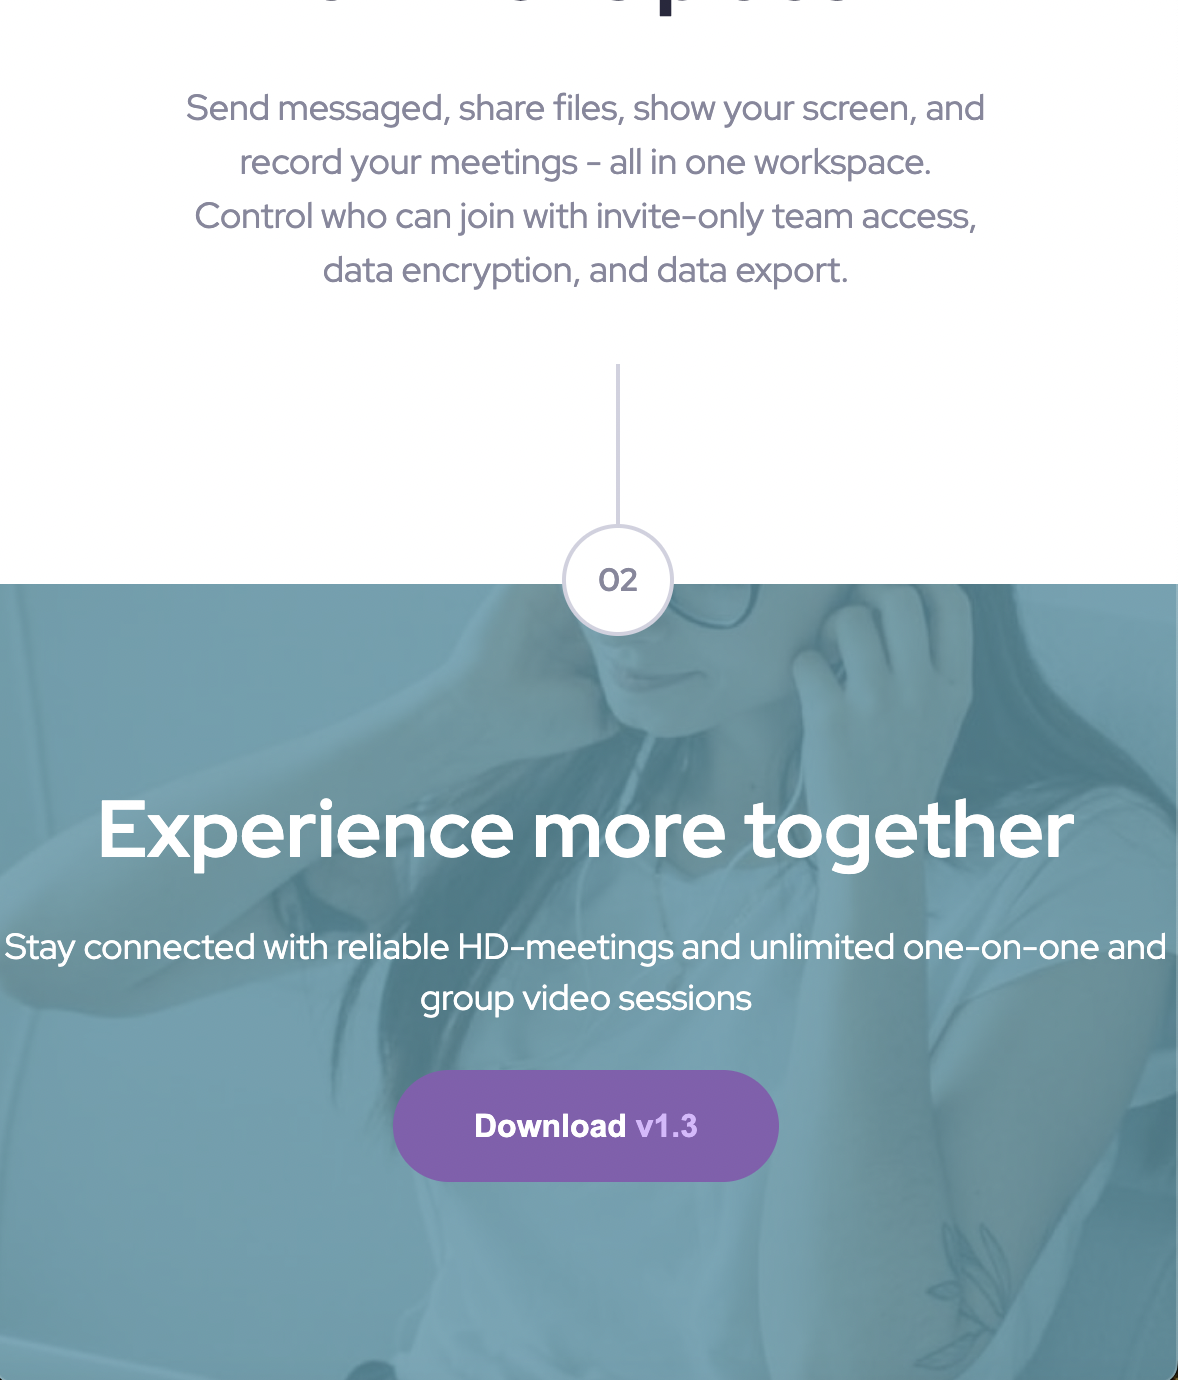 Send messaged, share files, show your screen, and
record your meetings - all in one workspace.
Control who can join with invite-only team access,
data encryption, and data export.
02
Experience more together
Stay connected with reliable HD-meetings and unlimited one-on-one and
group video sessions
Download v1.3